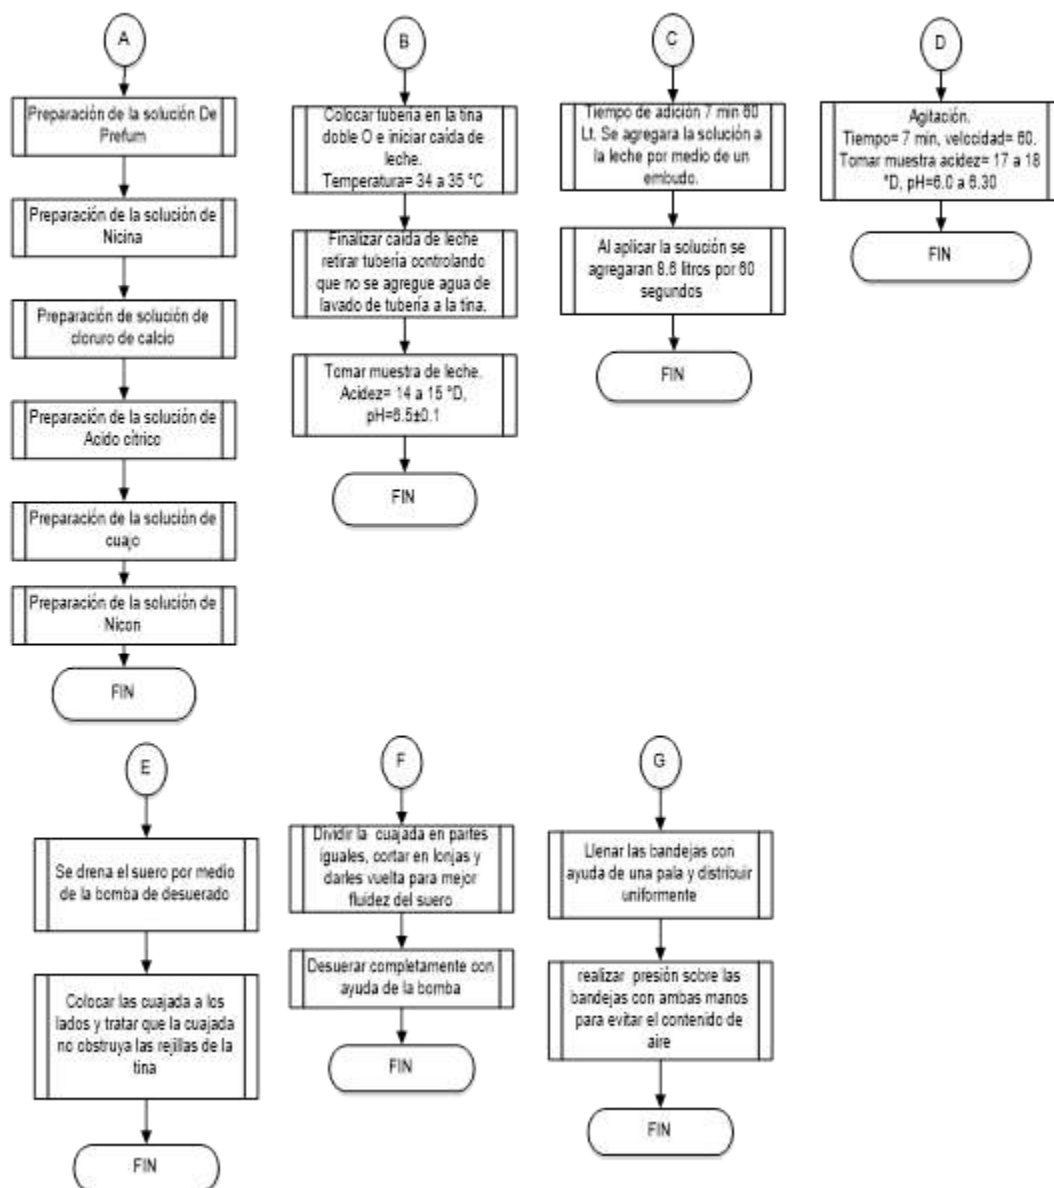 A
Preparación de la solución De
Prefum
Preparación de la solución de
Nicina
Preparación de solución de
cloruro de calcio
Preparación de la solución de
Acido cítrico
Preparación de la solución de
cuajo
Preparación de la solución de
Nicon
FIN
B
Colocar tubería en la tina
doble O e iniciar caída de
leche.
Temperatura= 34 a 35 °C
Finalizar caída de leche
retirar tubería controlando
que no se agregue agua de
lavado de tubería a la tina.
Tomar muestra de leche.
Acidez= 14 a 15 °D,
pH=6.5±0.1
FIN
C
Tiempo de adición 7 min 60
Lt. Se agregara la solución a
la leche por medio de un
embudo.
Al aplicar la solución se
agregaran 8.6 litros por 60
segundos
FIN
D
Agitación.
Tiempo= 7 min, velocidad= 60.
Tomar muestra acidez= 17 a 18
°D, pH=6.0 a 6.30
FIN
E
Se drena el suero por medio
de la bomba de desuerado
Colocar las cuajada a los
lados y tratar que la cuajada
no obstruya las rejillas de la
tina
FIN
F
Dividir la cuajada en partes
iguales, cortar en lonjas y
darles vuelta para mejor
fluidez del suero
Desuerar completamente con
ayuda de la bomba
FIN
G
Llenar las bandejas con
ayuda de una pala y distribuir
uniformente
realizar presión sobre las
bandejas con ambas manos
para evitar el contenido de
aire
FIN